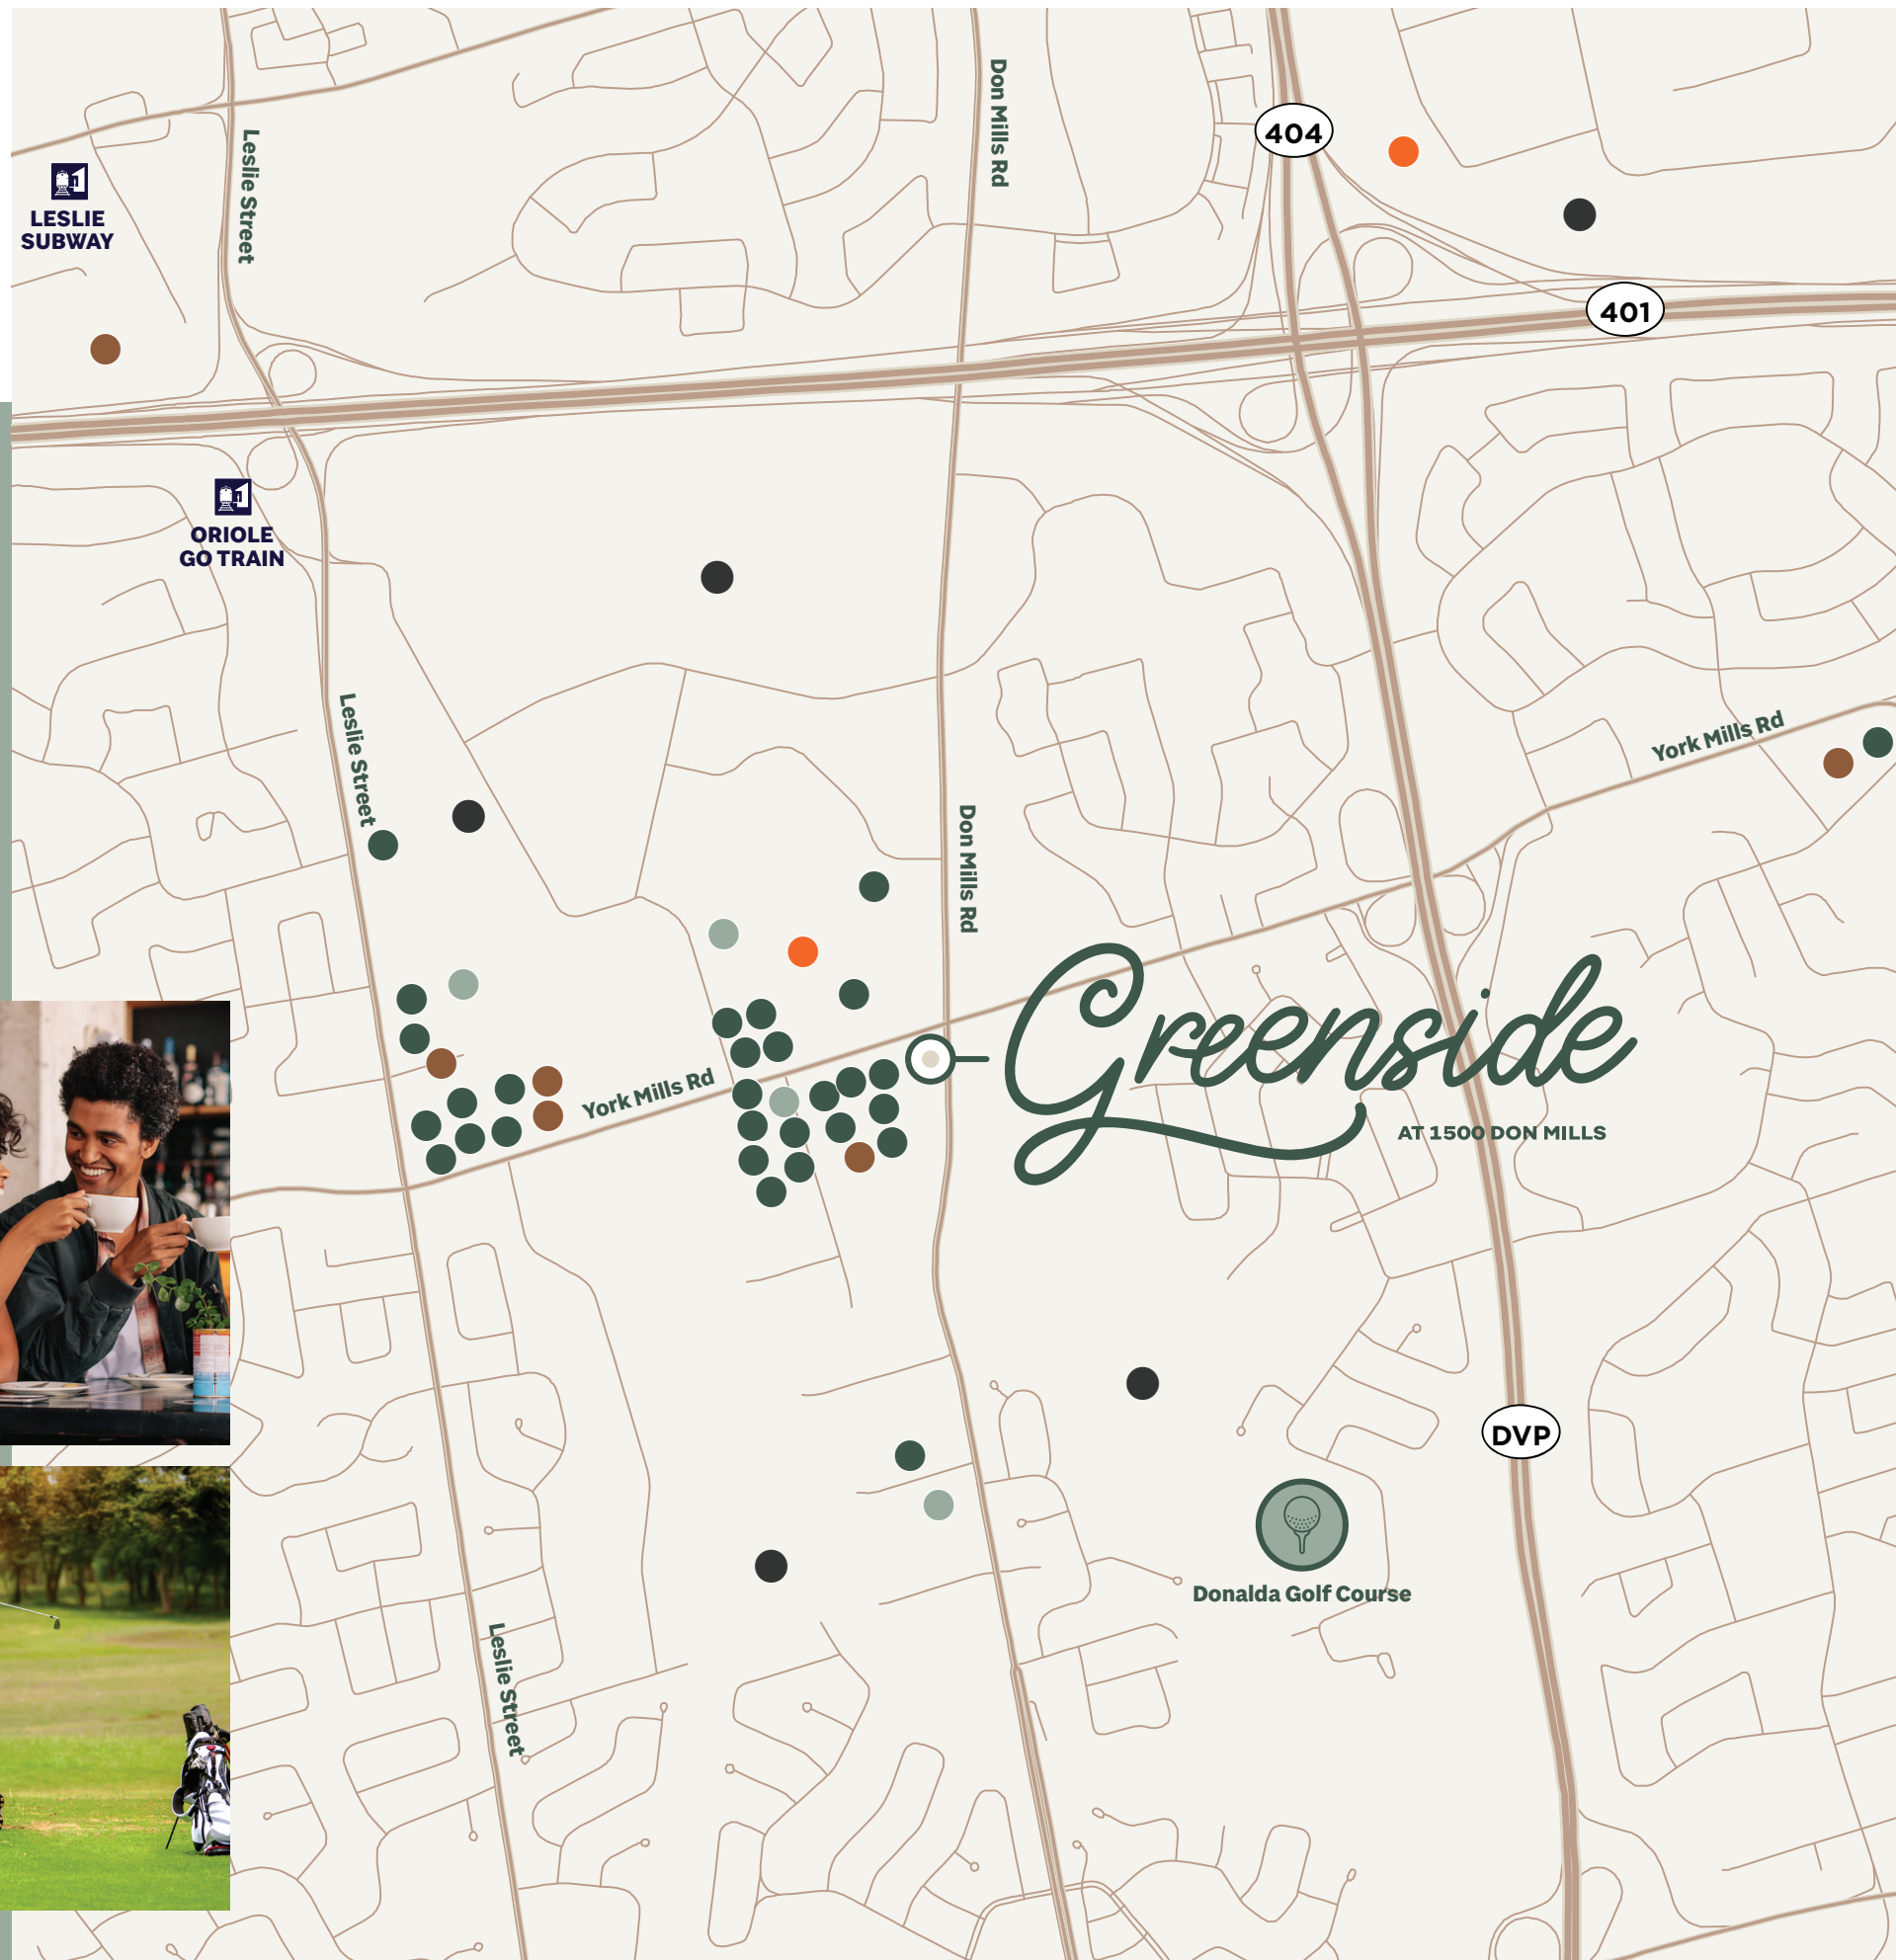 Don Mills Rd
404
Leslie Street
LESLIE
SUBWAY
401
ORIOLE
GO TRAIN
Leslie Street
York Mills Rd
Don Mills Rd
Greenside
AT 1500 DON MILLS
York Mills Rd
DVP
Donalda Golf Course
Leslie Street